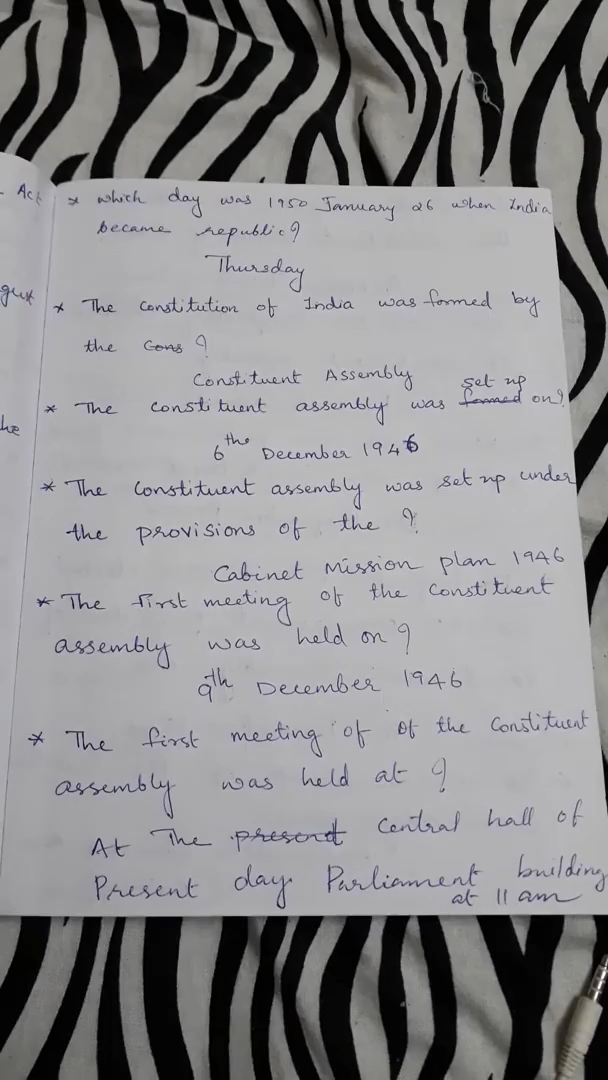 Act
* which day was 1950 January 26 when India
became republic?
Thursday
* The constitution of India was formed by
the Cons ?
Constituent Assembly
* The constituent assembly was formed set up on?
6the December 1946
* The constituent assembly was set up under
the provisions of the ?
Cabinet Mission plan 1946
* The first meeting of the Constituent
assembly was held on ?
9th December 1946
* The first meeting of of the Constituent
assembly was held at ?
At The present Central hall of
Present day Parliament building
at 11 am